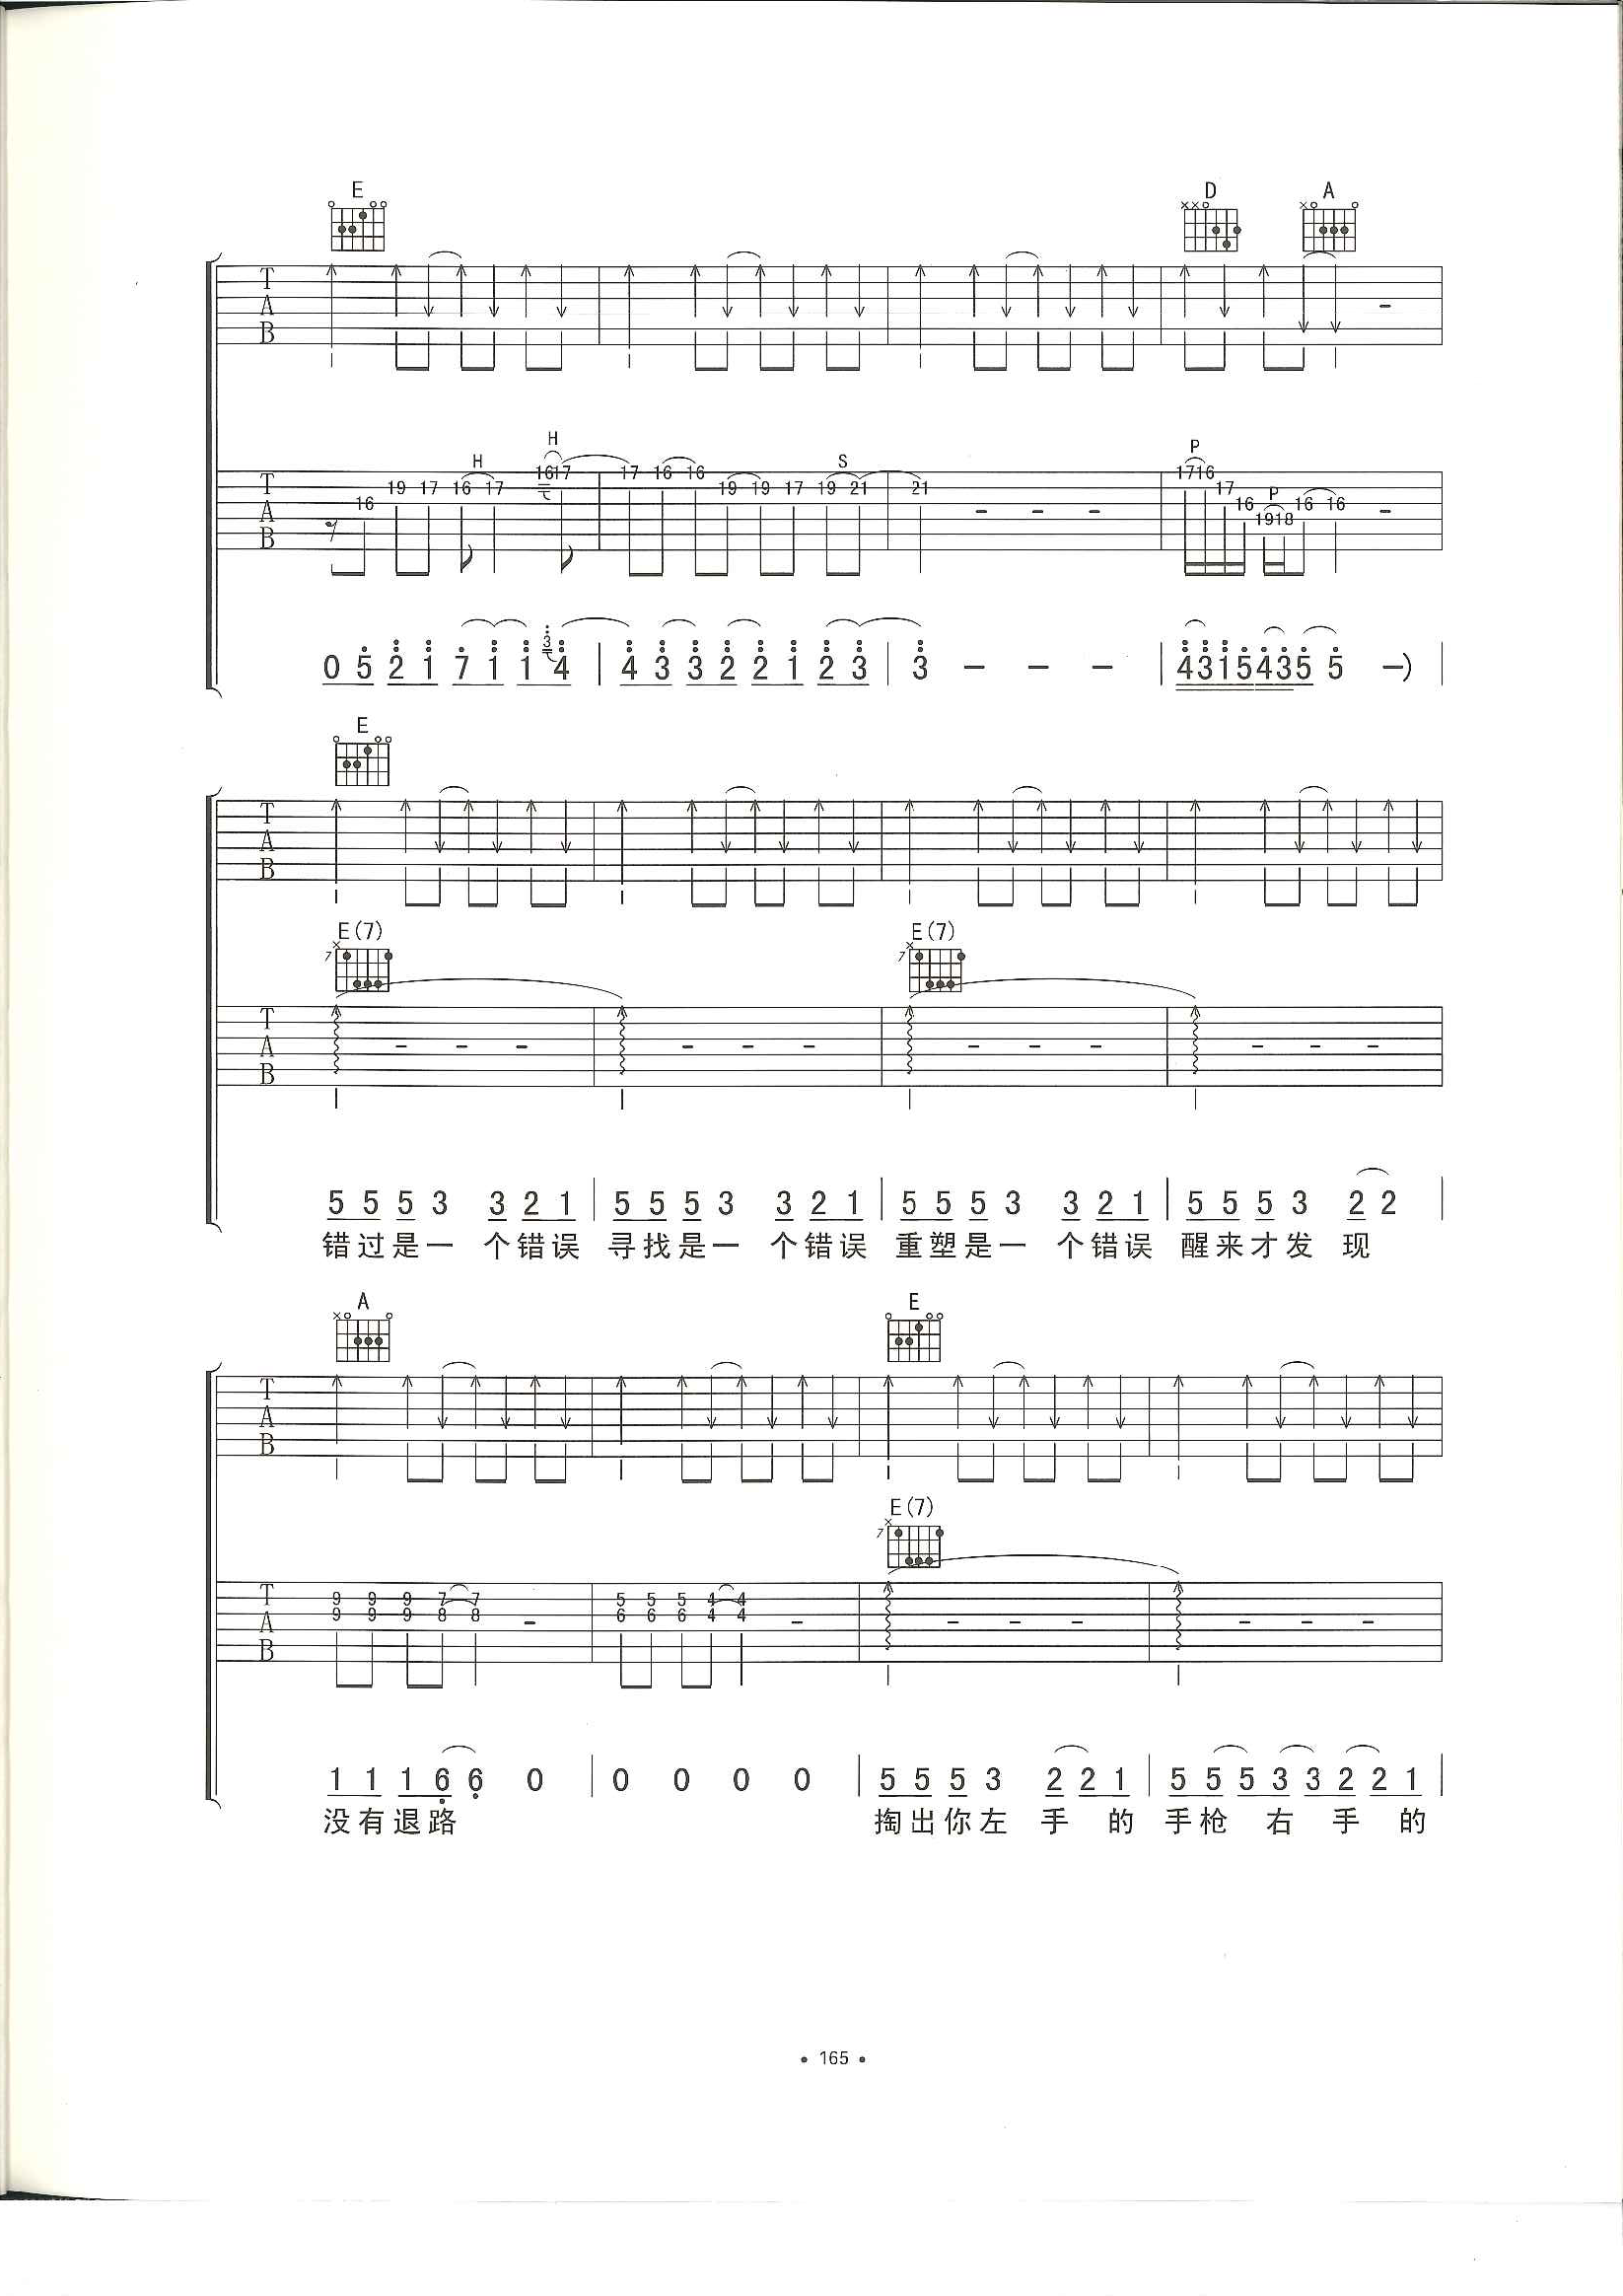 E D A
T A B
H H S P P
16 19 17 16 17 1617 17 16 16 19 19 17 19 21 21 1716 17 16 1918 16 16
T A B
0 5 2 1 7 1 1 3 4 | 4 3 3 2 2 1 2 3 | 3 - - - | 4 3 1 5 4 3 5 5 -) |
E
T A B
E(7) E(7)
7 7
T A B
5 5 5 3 3 2 1 | 5 5 5 3 3 2 1 | 5 5 5 3 3 2 1 | 5 5 5 3 2 2 |
错过是一 个错误 寻找是一 个错误 重塑是一 个错误 醒来才发 现
A E
T A B
E(7)
7
9 9 9 7 7 5 5 5 4 4
9 9 9 8 8 6 6 6 4 4
T A B
1 1 1 6 6 0 | 0 0 0 0 | 5 5 5 3 2 2 1 | 5 5 5 3 3 2 2 1 |
没有退路 掏出你左 手 的 手枪 右 手 的
• 165 •